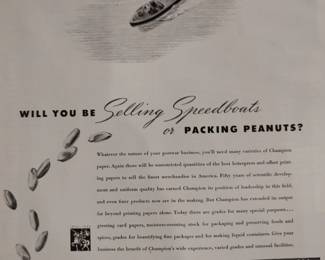 WILL YOU BE Selling Speedboats
or PACKING PEANUTS?
Whatever the nature of your postwar business, you'll need many varieties of Champion
paper. Again there will be unrestricted quantities of the best letterpress and offset print-
ing papers to sell the finest merchandise in America. Fifty years of scientific develop-
ment and uniform quality has earned Champion its position of leadership in this field,
and even finer products now are in the making. But Champion has extended its output
far beyond printing papers alone. Today there are grades for many special purposes...
greeting card papers, moisture-resisting stock for packaging and preserving foods and
spices, grades for beautifying fine packages and for making liquid containers. Give your
business the benefit of Champion's wide experience, varied grades and unusual facilities.